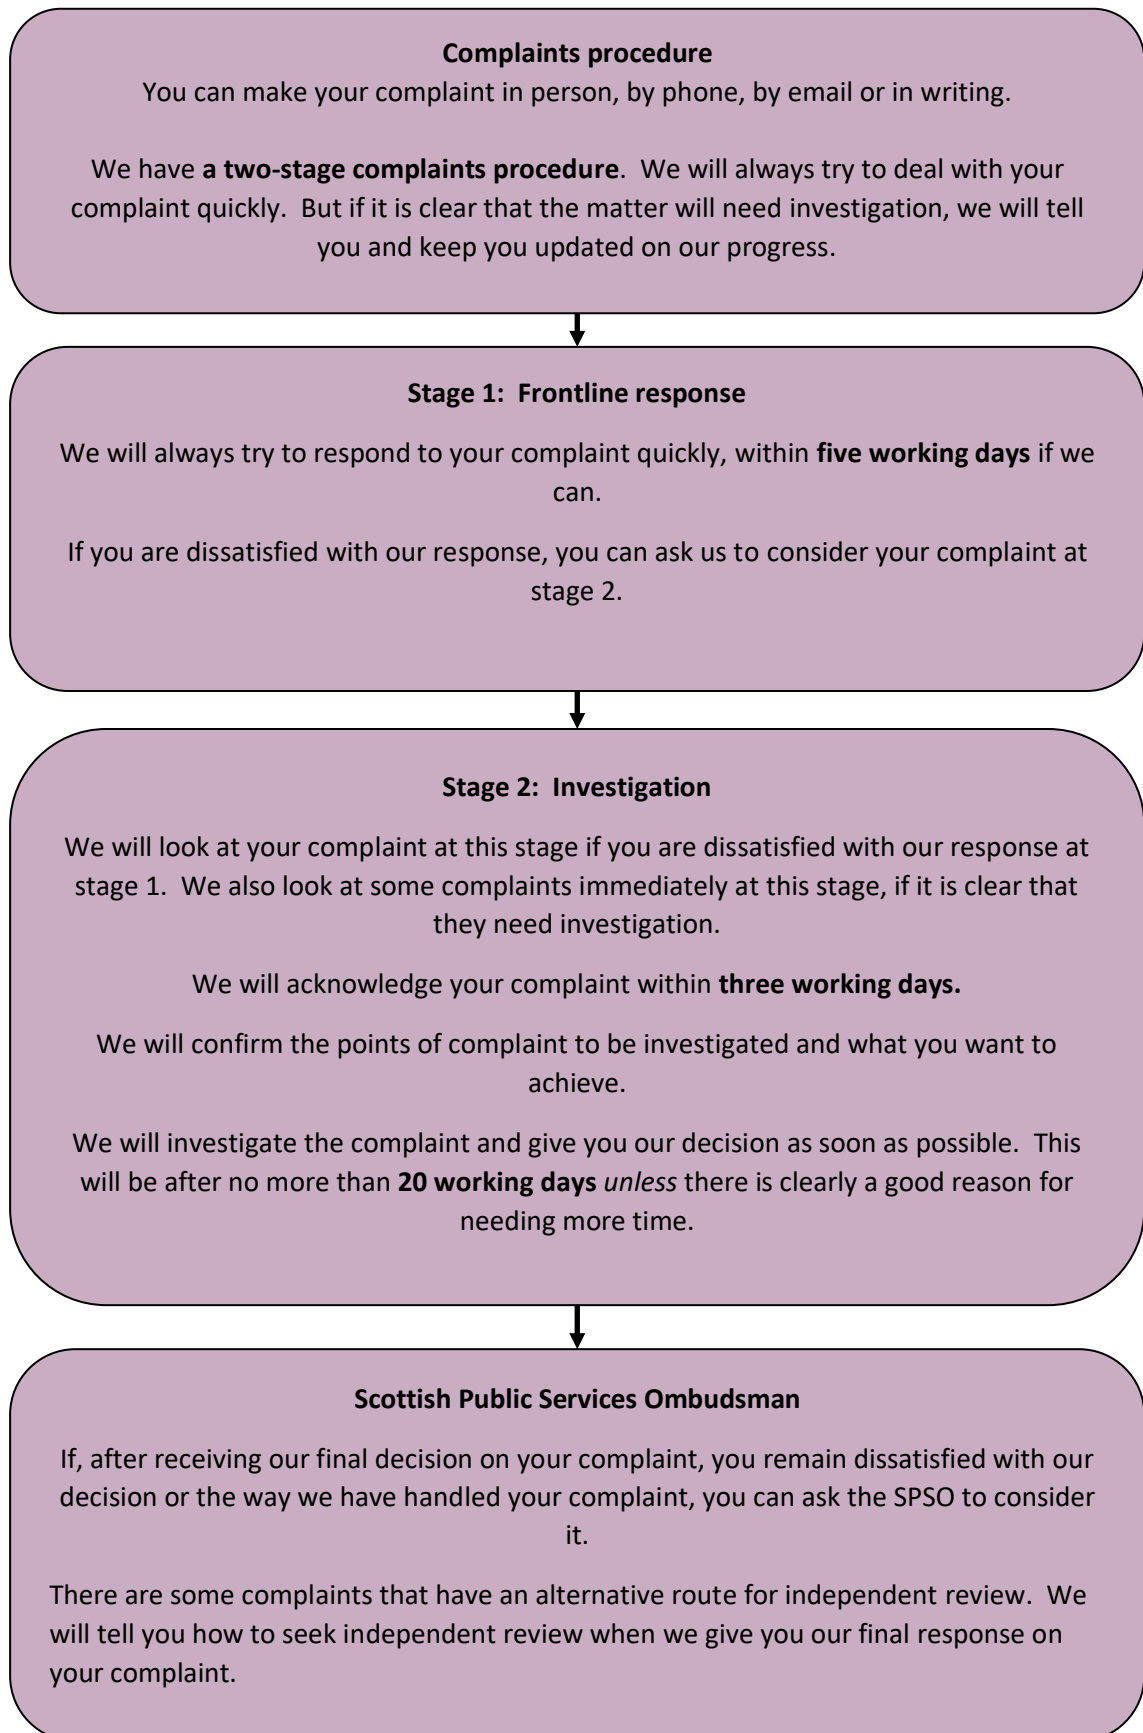 Complaints procedure
You can make your complaint in person, by phone, by email or in writing.
We have a two-stage complaints procedure.  We will always try to deal with your
complaint quickly.  But if it is clear that the matter will need investigation, we will tell
you and keep you updated on our progress.
Stage 1:  Frontline response
We will always try to respond to your complaint quickly, within five working days if we
can.
If you are dissatisfied with our response, you can ask us to consider your complaint at
stage 2.
Stage 2:  Investigation
We will look at your complaint at this stage if you are dissatisfied with our response at
stage 1.  We also look at some complaints immediately at this stage, if it is clear that
they need investigation.
We will acknowledge your complaint within three working days.
We will confirm the points of complaint to be investigated and what you want to
achieve.
We will investigate the complaint and give you our decision as soon as possible.  This
will be after no more than 20 working days unless there is clearly a good reason for
needing more time.
Scottish Public Services Ombudsman
If, after receiving our final decision on your complaint, you remain dissatisfied with our
decision or the way we have handled your complaint, you can ask the SPSO to consider
it.
There are some complaints that have an alternative route for independent review.  We
will tell you how to seek independent review when we give you our final response on
your complaint.